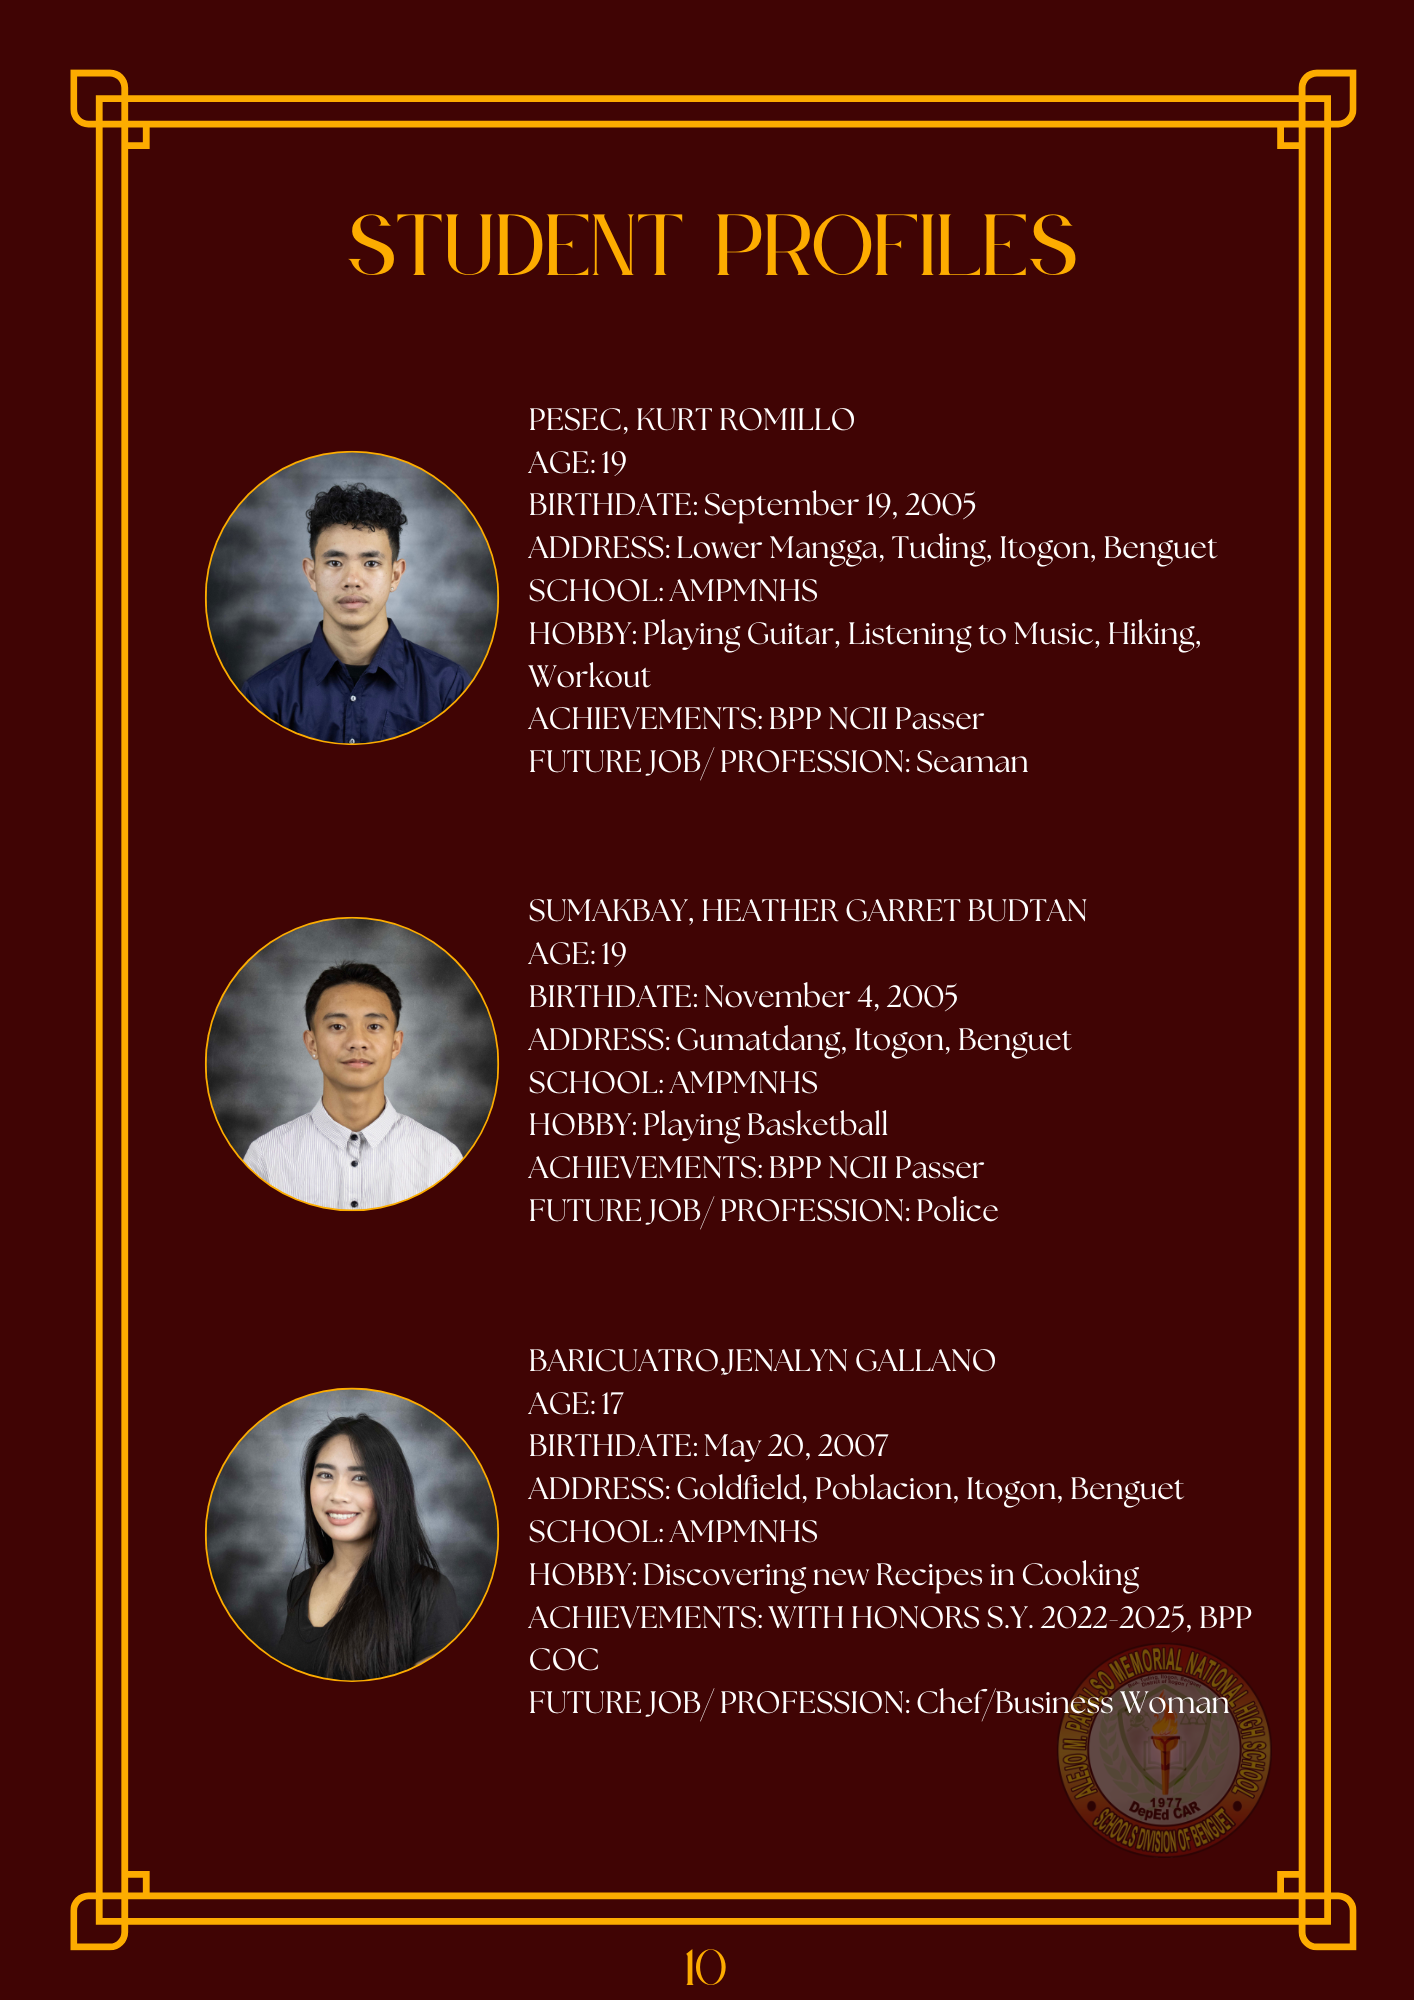 STUDENT PROFILES
PESEC, KURT ROMILLO
AGE: 19
BIRTHDATE: September 19, 2005
ADDRESS: Lower Mangga, Tuding, Itogon, Benguet
SCHOOL: AMPMNHS
HOBBY: Playing Guitar, Listening to Music, Hiking,
Workout
ACHIEVEMENTS: BPP NCII Passer
FUTURE JOB/ PROFESSION: Seaman
SUMAKBAY, HEATHER GARRET BUDTAN
AGE: 19
BIRTHDATE: November 4, 2005
ADDRESS: Gumatdang, Itogon, Benguet
SCHOOL: AMPMNHS
HOBBY: Playing Basketball
ACHIEVEMENTS: BPP NCII Passer
FUTURE JOB/ PROFESSION: Police
BARICUATRO,JENALYN GALLANO
AGE: 17
BIRTHDATE: May 20, 2007
ADDRESS: Goldfield, Poblacion, Itogon, Benguet
SCHOOL: AMPMNHS
HOBBY: Discovering new Recipes in Cooking
ACHIEVEMENTS: WITH HONORS S.Y. 2022-2025, BPP
COC
FUTURE JOB/ PROFESSION: Chef/Business Woman
ALEJO M. MEMORIAL NATIONAL HIGH SCHOOL
1977
DepEd CAR
SCHOOLS DIVISION OF BENGUET
10